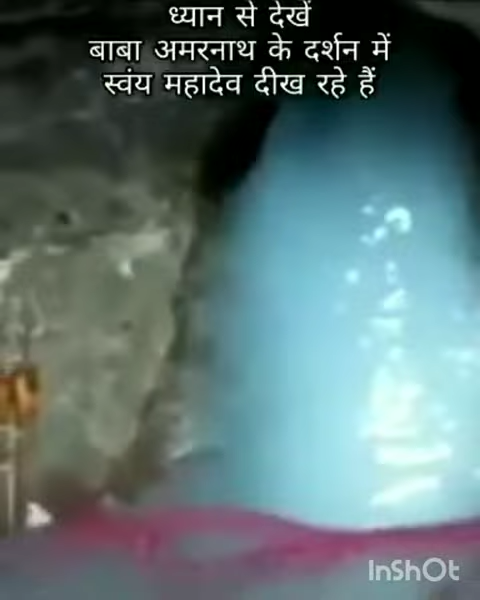 ध्यान से देखें
बाबा अमरनाथ के दर्शन में
स्वंय महादेव दीख रहे हैं
InShOt